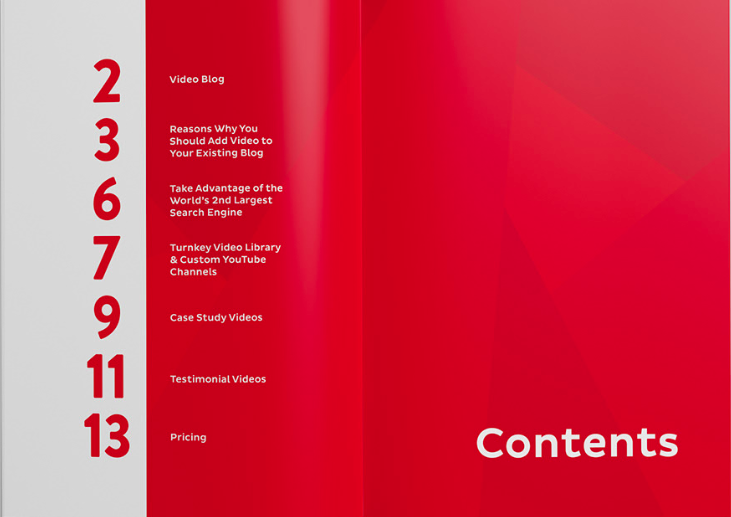 2
Video Blog
3
Reasons Why You
Should Add Video to
Your Existing Blog
6
Take Advantage of the
World's 2nd Largest
Search Engine
7
Turnkey Video Library
& Custom YouTube
Channels
9
Case Study Videos
11
Testimonial Videos
13
Pricing
Contents